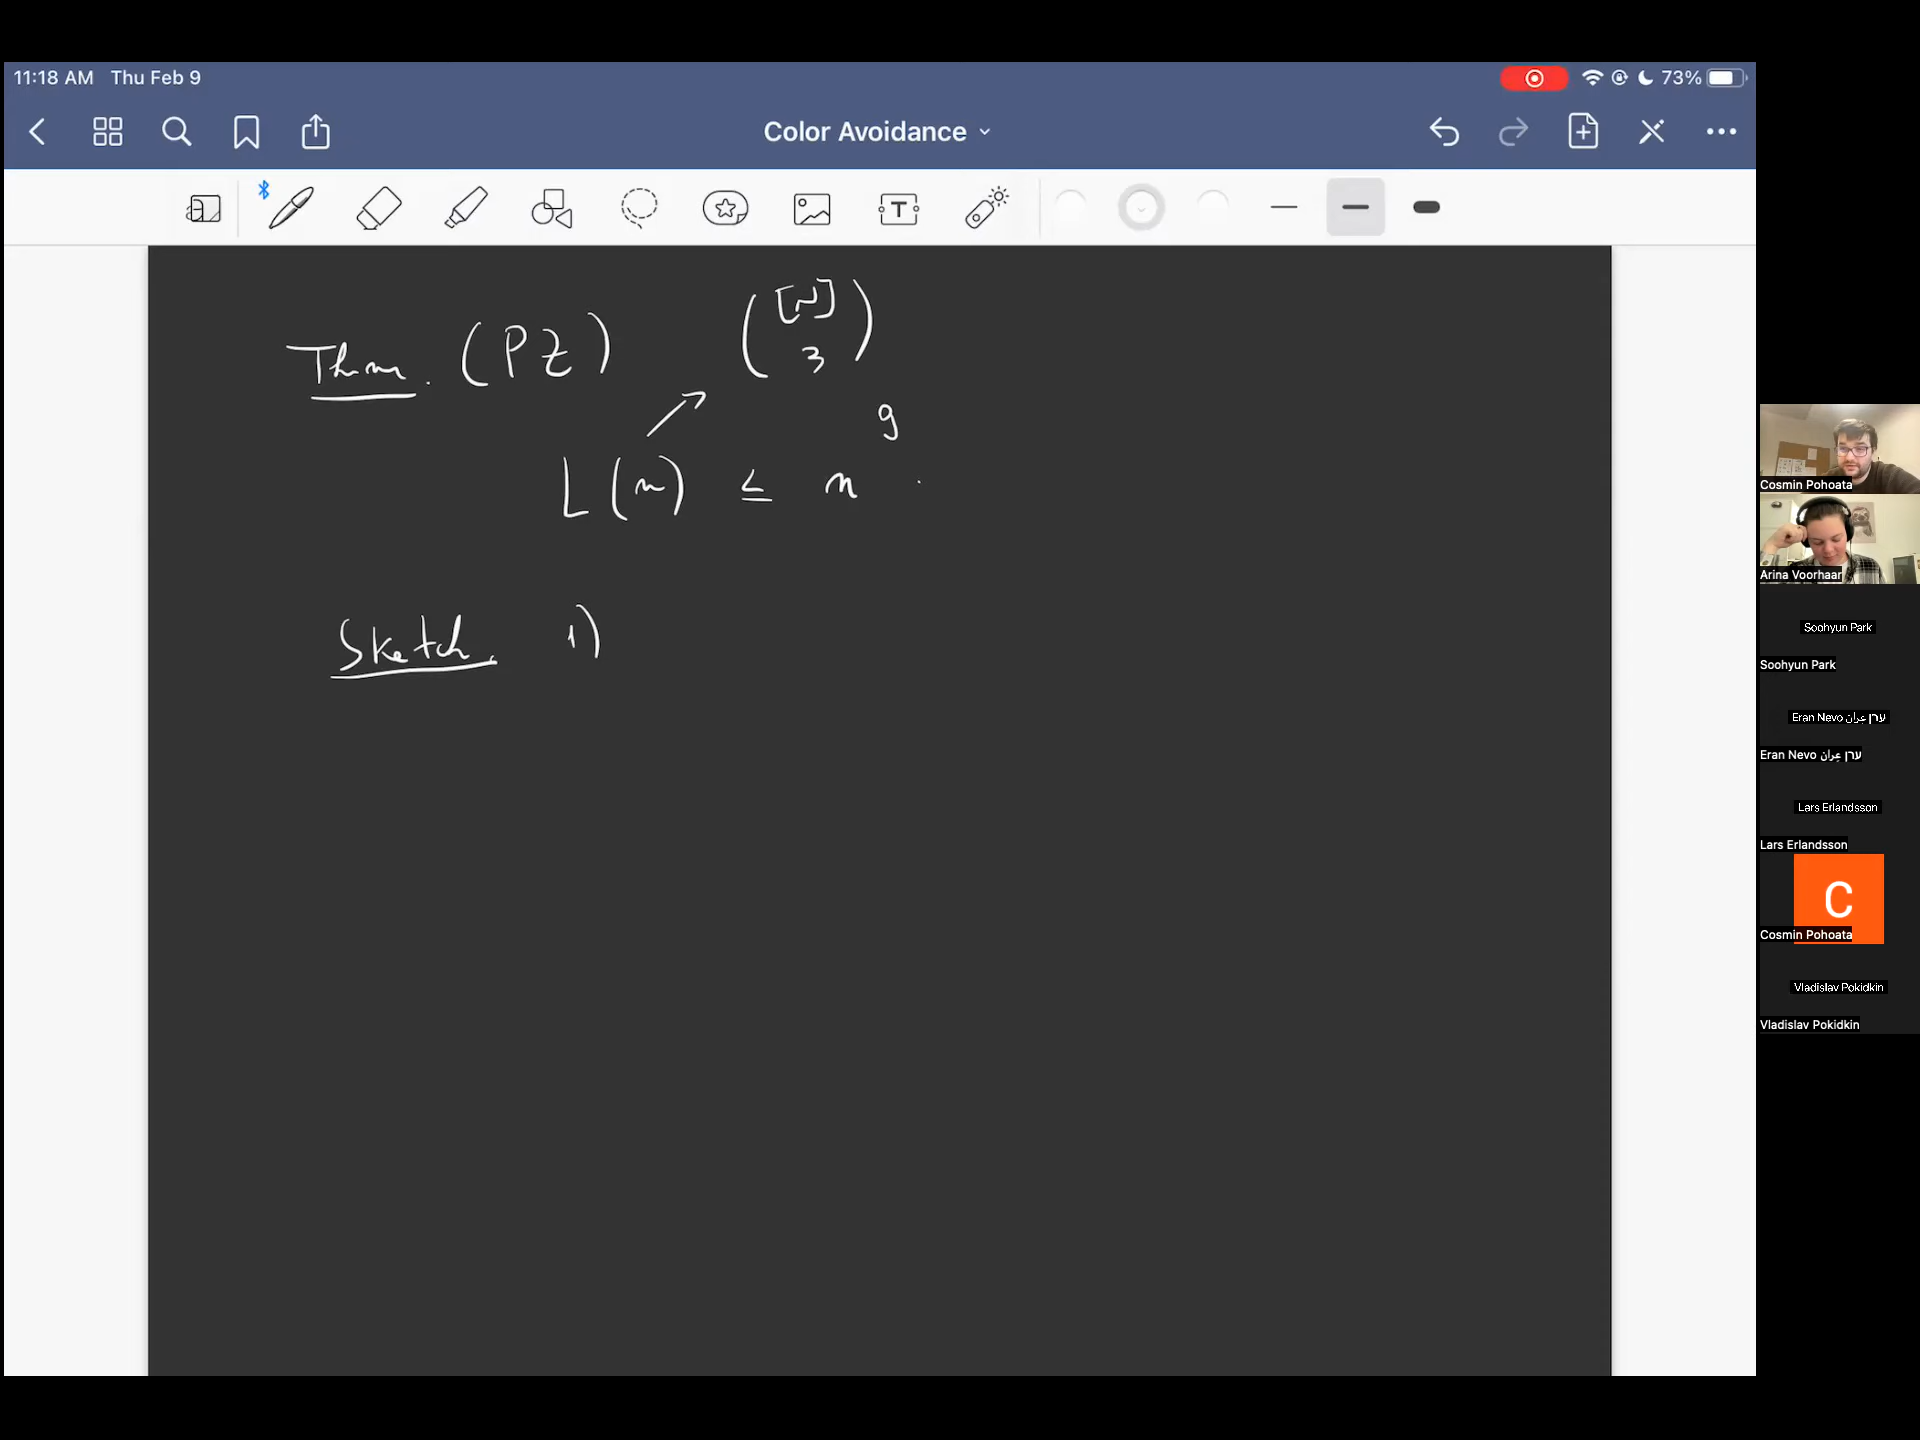 11:18 AM Thu Feb 9
73%
Color Avoidance
a
T
Thm. (PZ) ([N] 3)
L(n) ≤ n^9.
Sketch. 1)
Cosmin Pohoata
Arina Voorhaar
Soohyun Park
Soohyun Park
Eran Nevo ערן عران
Eran Nevo ערן عران
Lars Erlandsson
Lars Erlandsson
C
Cosmin Pohoata
Vladislav Pokidkin
Vladislav Pokidkin